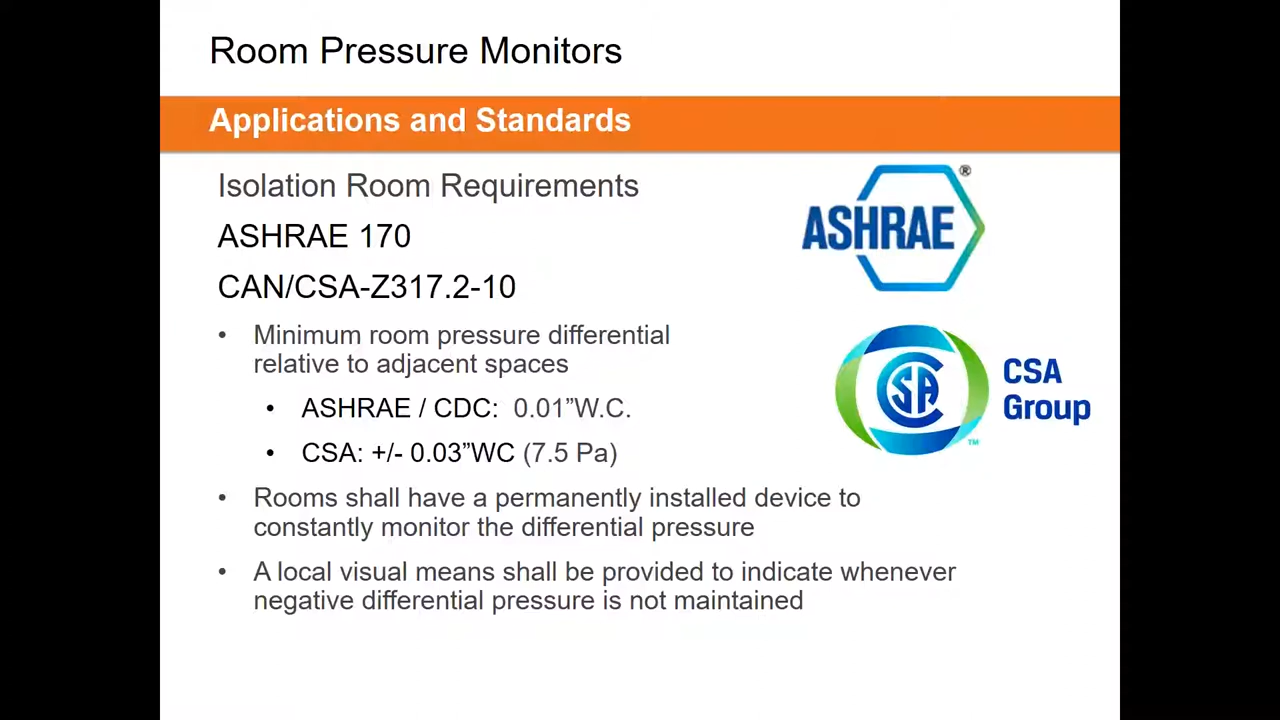 Room Pressure Monitors
Applications and Standards
Isolation Room Requirements
ASHRAE 170
CAN/CSA-Z317.2-10
• Minimum room pressure differential
relative to adjacent spaces
• ASHRAE / CDC: 0.01”W.C.
• CSA: +/- 0.03”WC (7.5 Pa)
• Rooms shall have a permanently installed device to
constantly monitor the differential pressure
• A local visual means shall be provided to indicate whenever
negative differential pressure is not maintained
ASHRAE®
CSA
CSA
Group
™